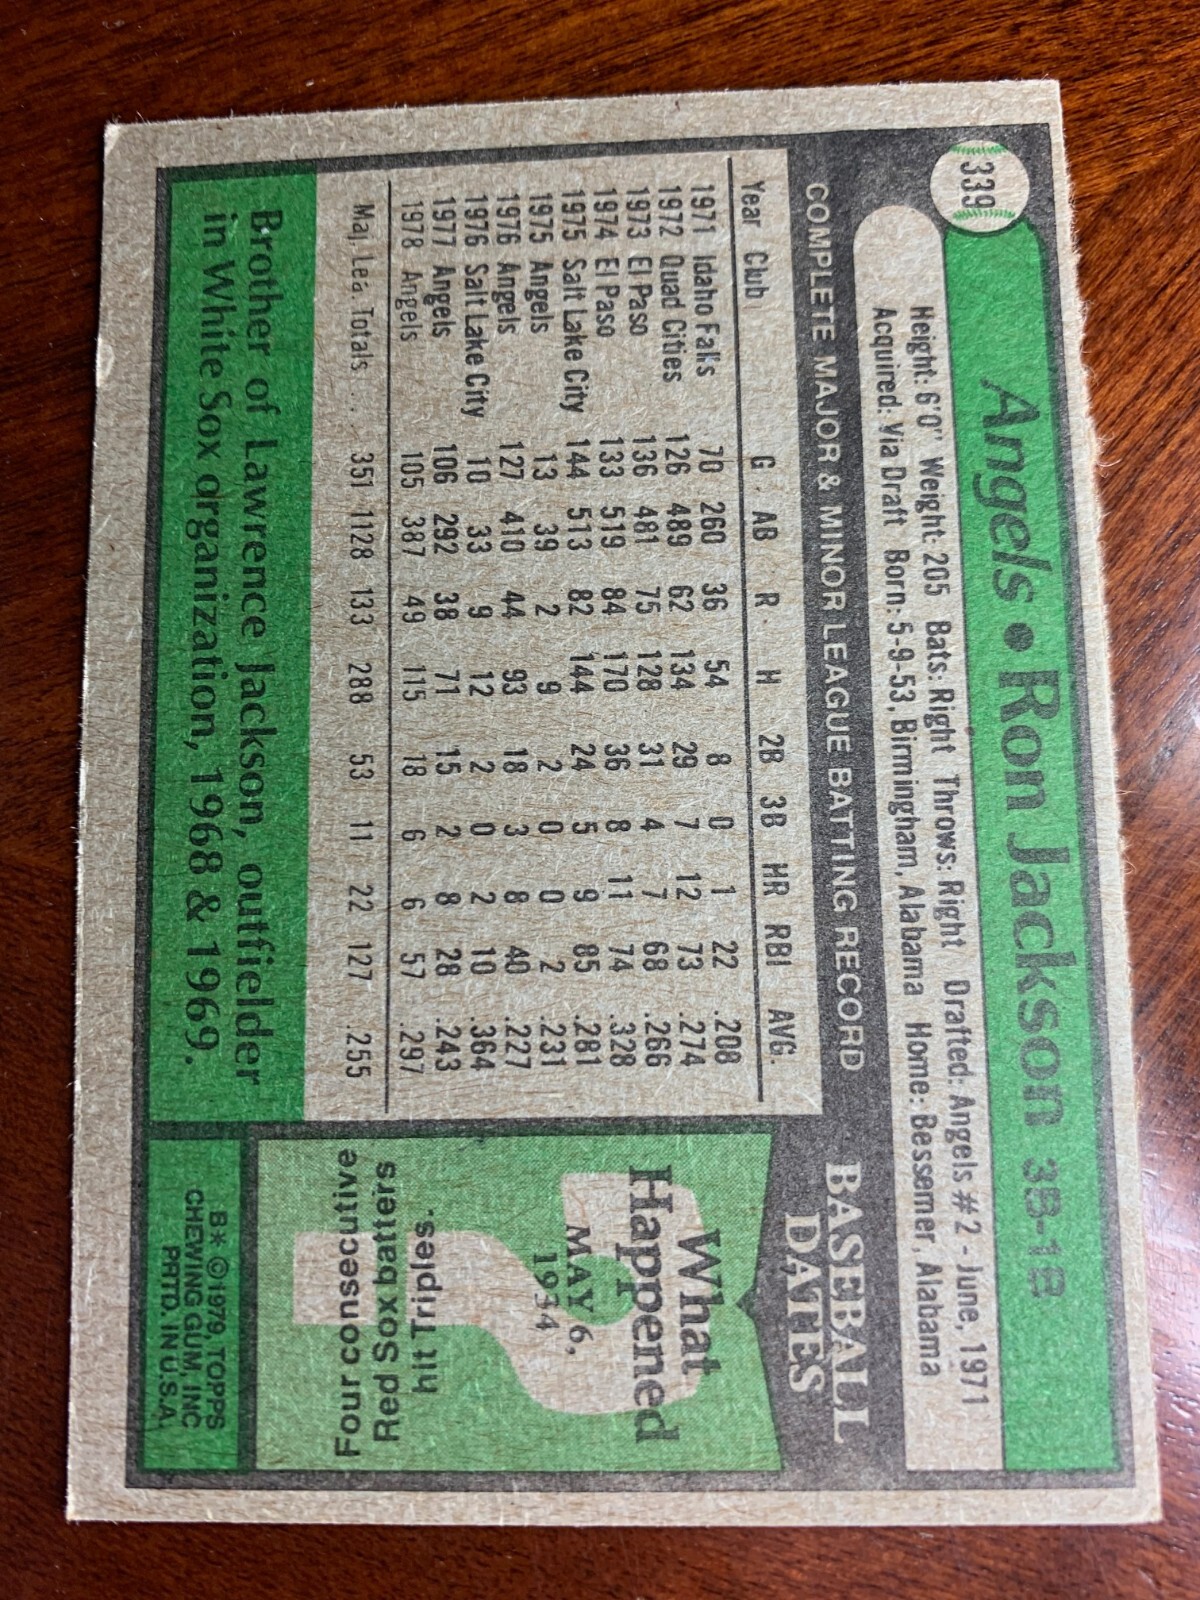 339
Angels • Ron Jackson 3B-1B
Height: 6'0" Weight: 205 Bats: Right Throws: Right Drafted: Angels #2 - June, 1971
Acquired: Via Draft Born: 5-9-53, Birmingham, Alabama Home: Bessemer, Alabama
COMPLETE MAJOR & MINOR LEAGUE BATTING RECORD
Year Club G AB R H 2B 3B HR RBI AVG.
1971 Idaho Falls 70 260 36 54 8 0 1 22 .208
1972 Quad Cities 126 489 62 134 29 7 12 73 .274
1973 El Paso 136 481 75 128 31 4 7 68 .266
1974 El Paso 133 519 84 170 36 8 11 74 .328
1975 Salt Lake City 144 513 82 144 24 5 9 85 .281
1975 Angels 13 39 2 9 2 0 0 2 .231
1976 Angels 127 410 44 93 18 3 8 40 .227
1976 Salt Lake City 10 33 9 12 2 0 2 10 .364
1977 Angels 106 292 38 71 15 2 8 28 .243
1978 Angels 105 387 49 115 18 6 6 57 .297
Maj. Lea. Totals . . . 351 1128 133 288 53 11 22 127 .255
Brother of Lawrence Jackson, outfielder
in White Sox organization, 1968 & 1969.
BASEBALL
DATES
What
Happened
MAY 6,
1934
Four consecutive
Red Sox batters
hit Triples.
B* © 1979, TOPPS
CHEWING GUM, INC
PRTD. IN U.S.A.